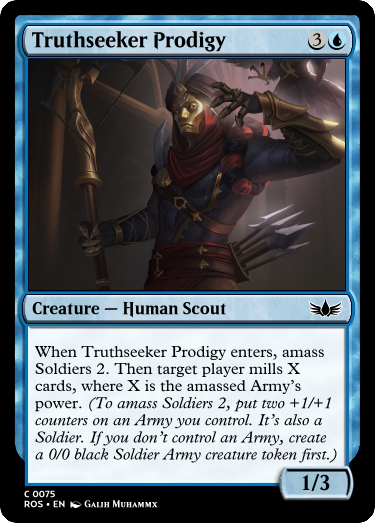 Truthseeker Prodigy 3
Creature — Human Scout
When Truthseeker Prodigy enters, amass
Soldiers 2. Then target player mills X
cards, where X is the amassed Army's
power. (To amass Soldiers 2, put two +1/+1
counters on an Army you control. It's also a
Soldier. If you don't control an Army, create
a 0/0 black Soldier Army creature token first.)
1/3
C 0075
ROS • EN Galih Muhammx